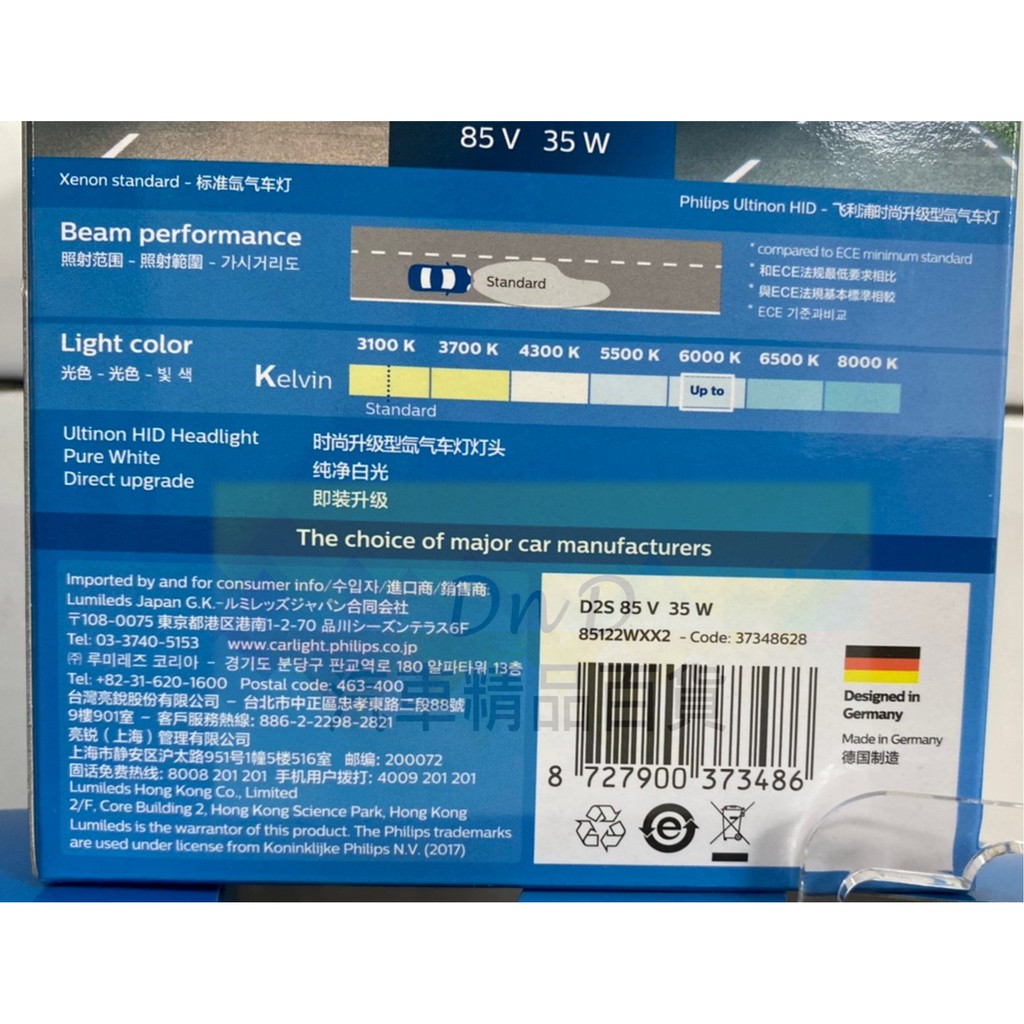 85 V 35 W
Xenon standard - 标准氙气车灯
Philips Ultinon HID - 飞利浦时尚升级型氙气车灯
Beam performance
照射范围 - 照射範圍 - 가시거리도
Standard
* compared to ECE minimum standard
* 和ECE法规最低要求相比
* 與ECE法規基本標準相較
* ECE 기준과비교
Light color
光色 - 光色 - 빛 색
Kelvin
3100 K 3700 K 4300 K 5500 K 6000 K 6500 K 8000 K
Up to
Standard
Ultinon HID Headlight
Pure White
Direct upgrade
时尚升级型氙气车灯灯头
纯净白光
即装升级
The choice of major car manufacturers
Imported by and for consumer info/수입자/進口商/銷售商:
Lumileds Japan G.K.-ルミレッズジャパン合同会社
〒108-0075 東京都港区港南1-2-70 品川シーズンテラス6F
Tel: 03-3740-5153 www.carlight.philips.co.jp
㈜ 루미레즈 코리아 - 경기도 분당구 판교역로 180 알파타워 13층
Tel: +82-31-620-1600 Postal code: 463-400
台灣亮銳股份有限公司 - 台北市中正區忠孝東路二段88號
9樓901室 - 客戶服務熱線: 886-2-2298-2821
亮锐（上海）管理有限公司
上海市静安区沪太路951号1幢5楼516室 邮编: 200072
固话免费热线: 8008 201 201 手机用户拨打: 4009 201 201
Lumileds Hong Kong Co., Limited
2/F, Core Building 2, Hong Kong Science Park, Hong Kong
Lumileds is the warrantor of this product. The Philips trademarks
are used under license from Koninklijke Philips N.V. (2017)
D2S 85 V 35 W
85122WXX2 - Code: 37348628
8 727900 373486
Designed in
Germany
Made in Germany
德国制造
e
DnD
汽車精品百貨